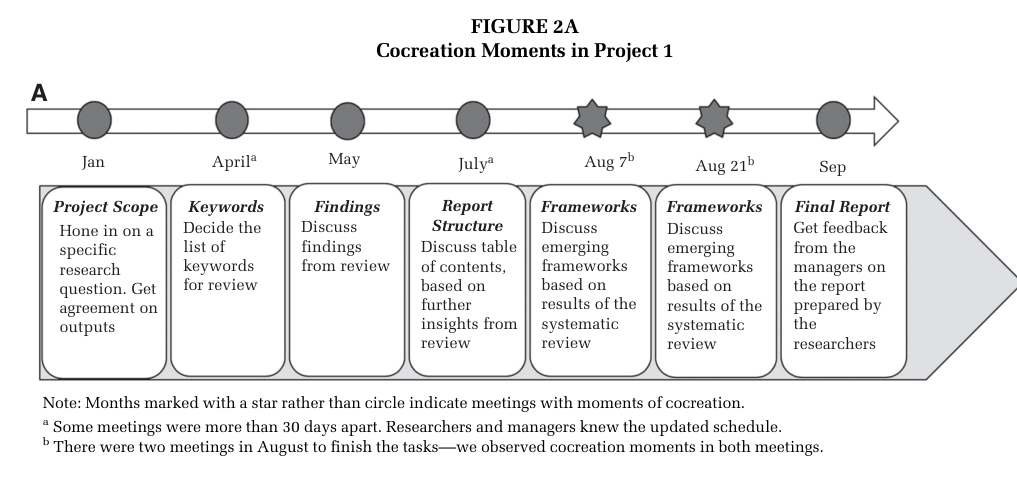 FIGURE 2A
Cocreation Moments in Project 1
A
Jan
Aprilᵃ
May
Julyᵃ
Aug 7ᵇ
Aug 21ᵇ
Sep
Project Scope
Hone in on a
specific
research
question. Get
agreement on
outputs
Keywords
Decide the
list of
keywords
for review
Findings
Discuss
findings
from review
Report
Structure
Discuss table
of contents,
based on
further
insights from
review
Frameworks
Discuss
emerging
frameworks
based on
results of the
systematic
review
Frameworks
Discuss
emerging
frameworks
based on
results of the
systematic
review
Final Report
Get feedback
from the
managers on
the report
prepared by
the
researchers
Note: Months marked with a star rather than circle indicate meetings with moments of cocreation.
ᵃ Some meetings were more than 30 days apart. Researchers and managers knew the updated schedule.
ᵇ There were two meetings in August to finish the tasks—we observed cocreation moments in both meetings.